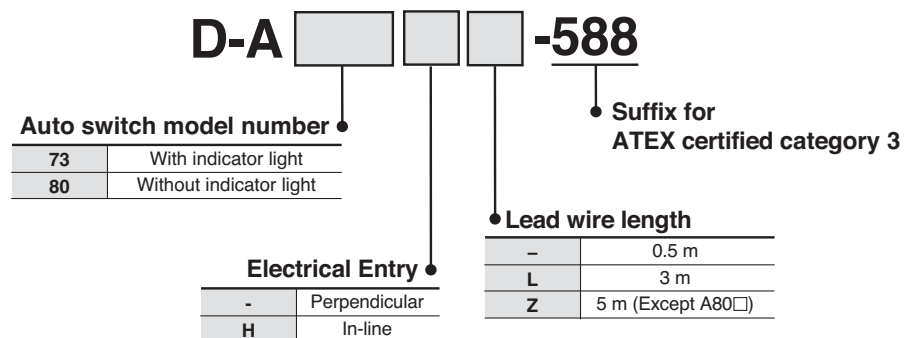 D-A -588
Suffix for
ATEX certified category 3
Auto switch model number
73 With indicator light
80 Without indicator light
Lead wire length
– 0.5 m
L 3 m
Z 5 m (Except A80□)
Electrical Entry
- Perpendicular
H In-line